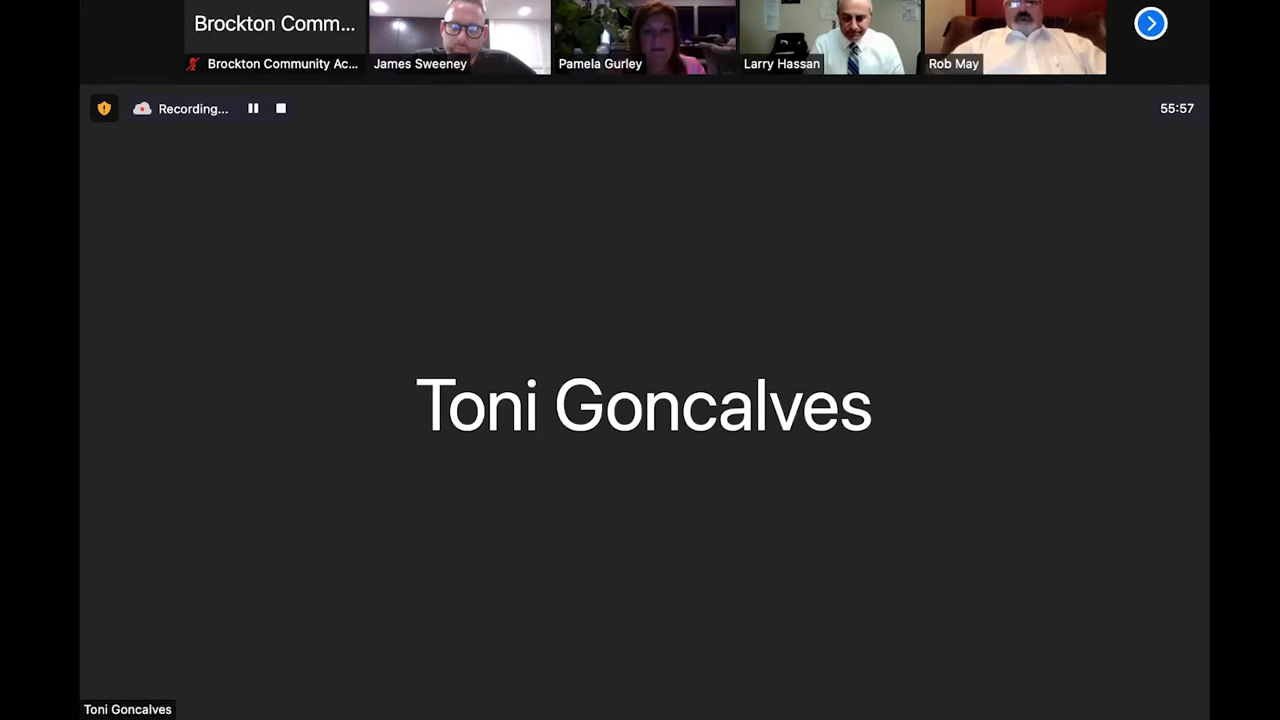 Brockton Comm...
Brockton Community Ac...
James Sweeney
Pamela Gurley
Larry Hassan
Rob May
Recording...
55:57
Toni Goncalves
Toni Goncalves